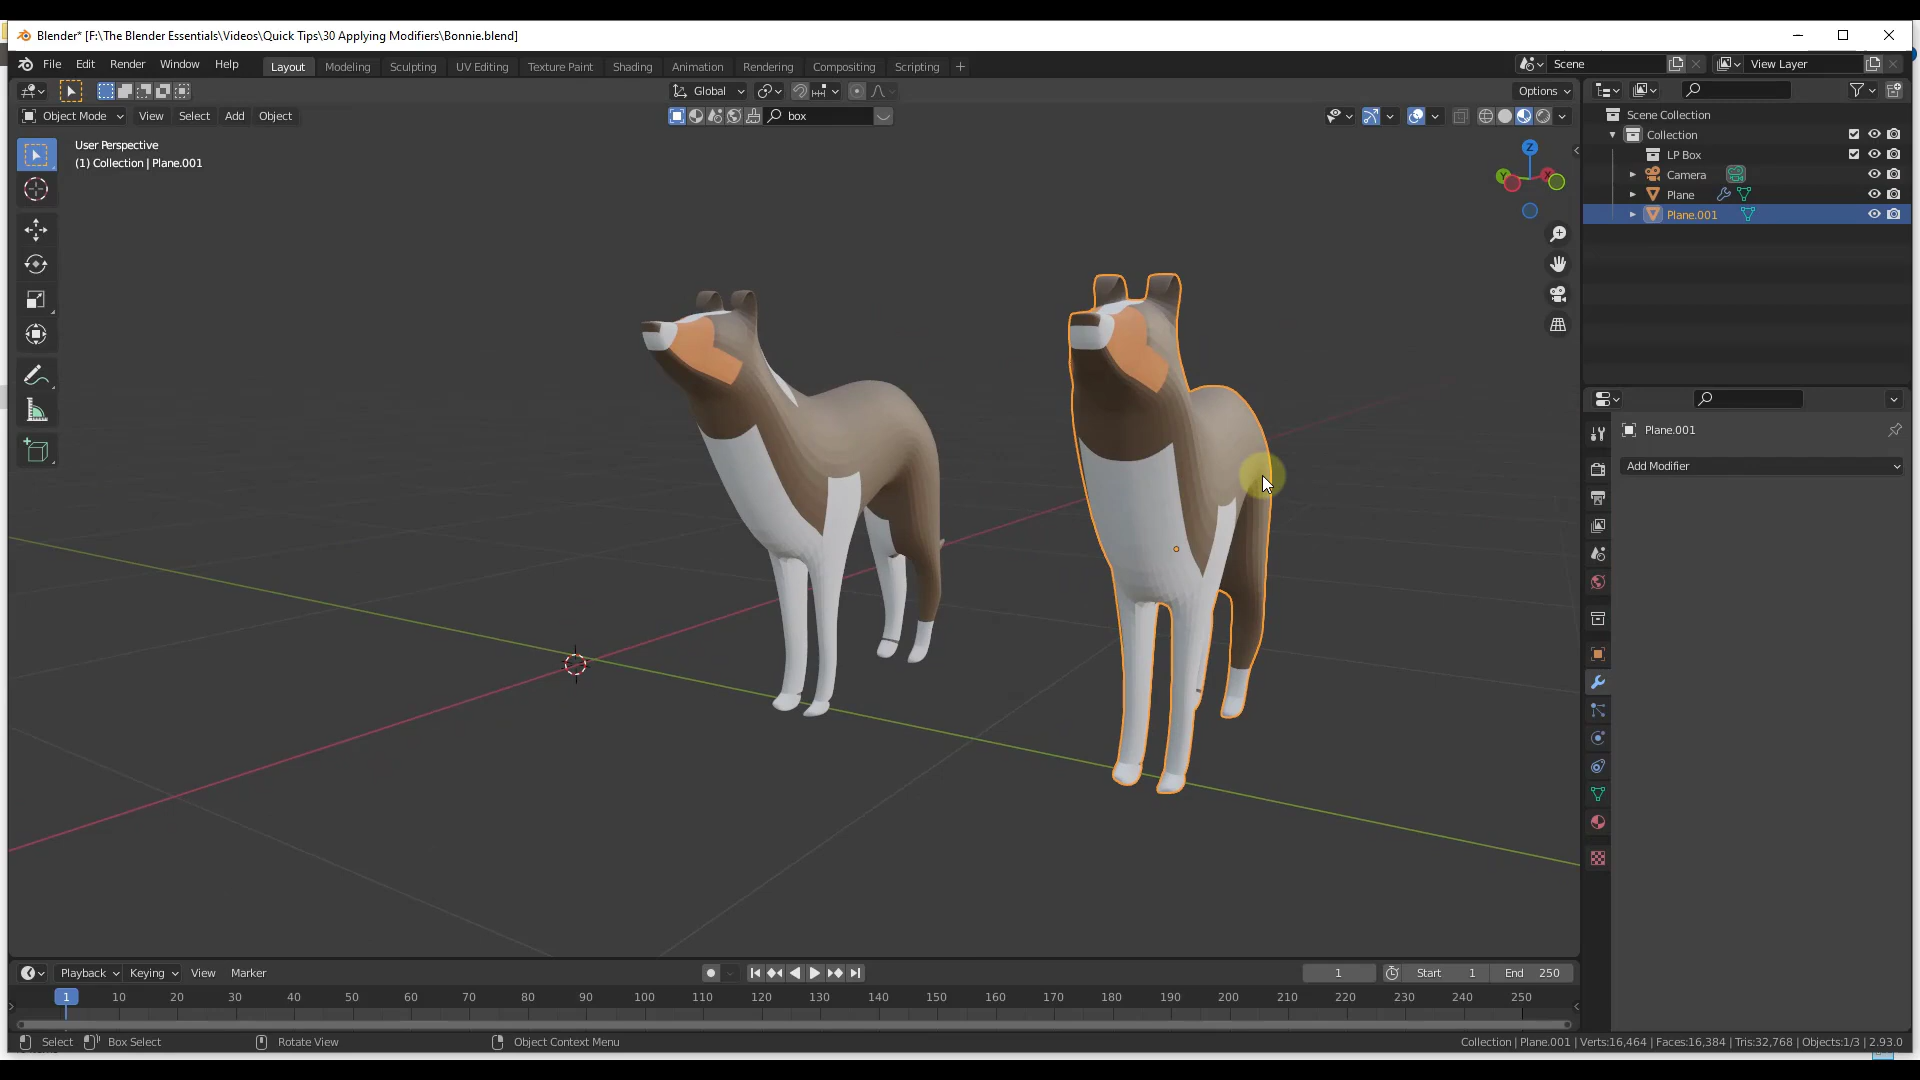 Blender* [F:\The Blender Essentials\Videos\Quick Tips\30 Applying Modifiers\Bonnie.blend]
File Edit Render Window Help Layout Modeling Sculpting UV Editing Texture Paint Shading Animation Rendering Compositing Scripting + Scene View Layer
Global Options
Object Mode View Select Add Object box
User Perspective
(1) Collection | Plane.001
Z
Y
X
Scene Collection
Collection
LP Box
Camera
Plane
Plane.001
Plane.001
Add Modifier
Playback Keying View Marker 1 Start 1 End 250
1 10 20 30 40 50 60 70 80 90 100 110 120 130 140 150 160 170 180 190 200 210 220 230 240 250
Select Box Select Rotate View Object Context Menu Collection | Plane.001 | Verts:16,464 | Faces:16,384 | Tris:32,768 | Objects:1/3 | 2.93.0